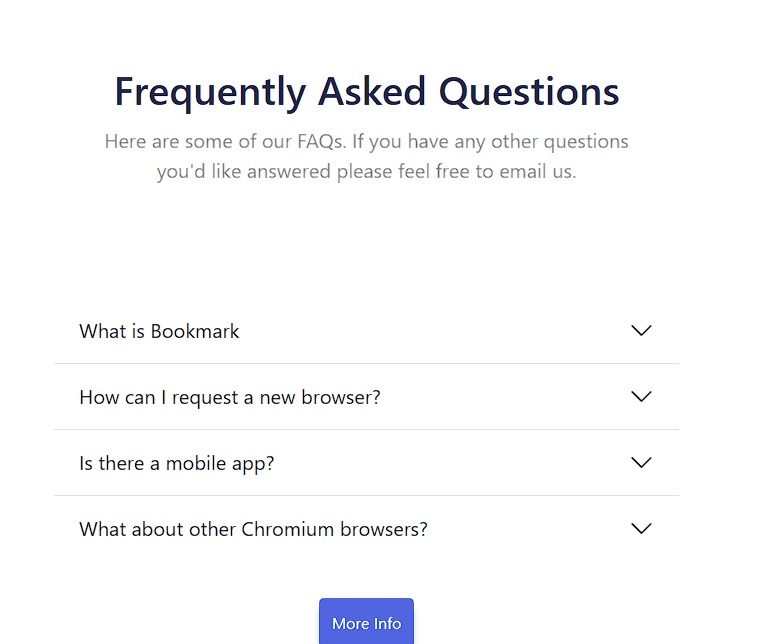 Frequently Asked Questions
Here are some of our FAQs. If you have any other questions
you'd like answered please feel free to email us.
What is Bookmark
How can I request a new browser?
Is there a mobile app?
What about other Chromium browsers?
More Info